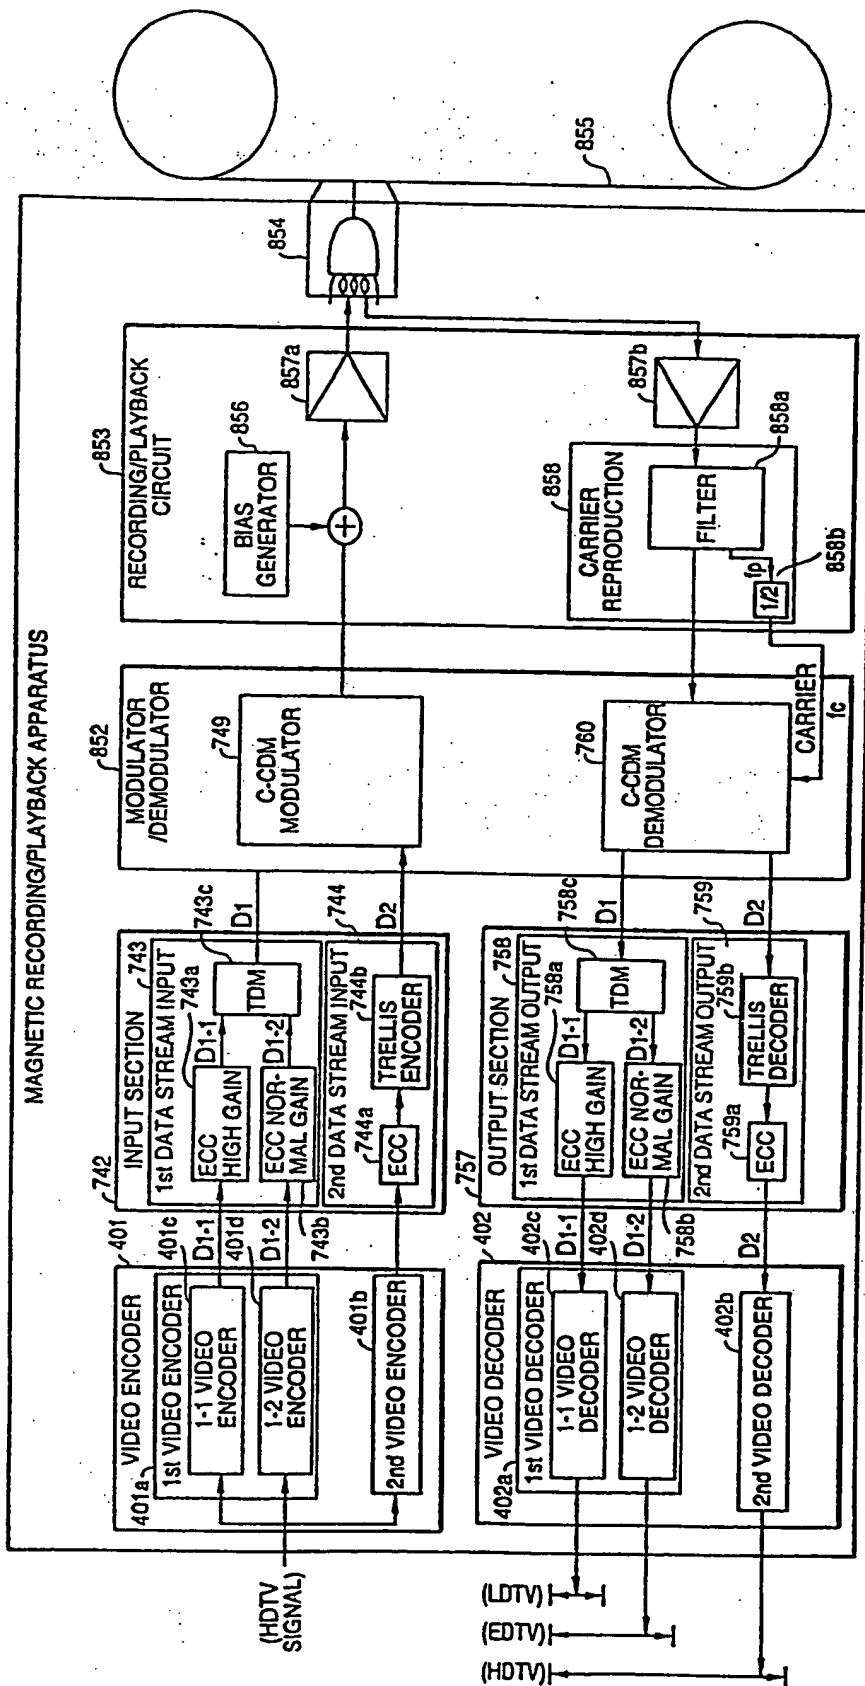 MAGNETIC RECORDING/PLAYBACK APPARATUS
(HDTV
SIGNAL)
401
VIDEO ENCODER
401a
1st VIDEO ENCODER
401c
1-1 VIDEO
ENCODER
401d
1-2 VIDEO
ENCODER
401b
2nd VIDEO ENCODER
D1-1
D1-2
742
INPUT SECTION
743
1st DATA STREAM INPUT
743a
ECC
HIGH GAIN
D1-1
743c
TDM
ECC NOR-
MAL GAIN
D1-2
743b
744
2nd DATA STREAM INPUT
744a
ECC
744b
TRELLIS
ENCODER
D1
D2
852
MODULATOR
/DEMODULATOR
749
C-CDM
MODULATOR
853
RECORDING/PLAYBACK
CIRCUIT
856
BIAS
GENERATOR
+
857a
854
855
857b
858
CARRIER
REPRODUCTION
858a
FILTER
fp
1/2
858b
CARRIER
fc
760
C-CDM
DEMODULATOR
D1
D2
757
OUTPUT SECTION
758
1st DATA STREAM OUTPUT
758a
ECC
HIGH GAIN
D1-1
758c
TDM
ECC NOR-
MAL GAIN
D1-2
758b
759
2nd DATA STREAM OUTPUT
759a
ECC
759b
TRELLIS
DECODER
D1-1
D1-2
D2
402
VIDEO DECODER
402a
1st VIDEO DECODER
402c
1-1 VIDEO
DECODER
402d
1-2 VIDEO
DECODER
402b
2nd VIDEO DECODER
(LDTV)
(EDTV)
(HDTV)